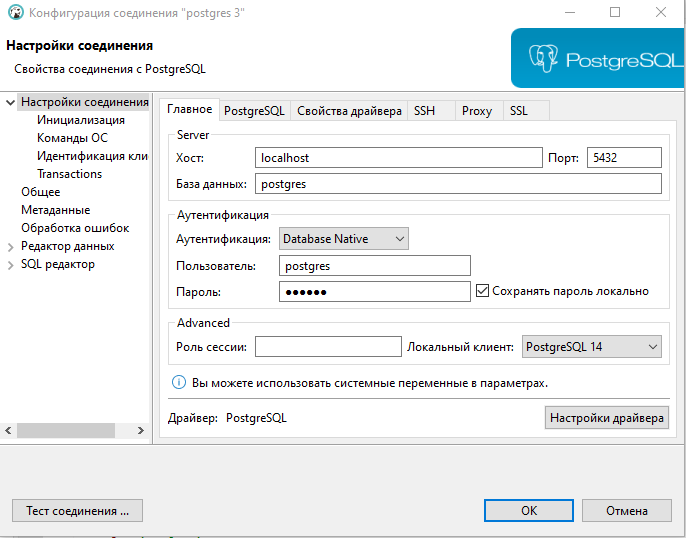 Конфигурация соединения "postgres 3"
Настройки соединения
Свойства соединения с PostgreSQL
PostgreSQL
Настройки соединения
Инициализация
Команды ОС
Идентификация кли
Transactions
Общее
Метаданные
Обработка ошибок
Редактор данных
SQL редактор
Главное PostgreSQL Свойства драйвера SSH Proxy SSL
Server
Хост: localhost Порт: 5432
База данных: postgres
Аутентификация
Аутентификация: Database Native
Пользователь: postgres
Пароль: •••••• Сохранять пароль локально
Advanced
Роль сессии: Локальный клиент: PostgreSQL 14
Вы можете использовать системные переменные в параметрах.
Драйвер: PostgreSQL Настройки драйвера
Тест соединения ... ОК Отмена